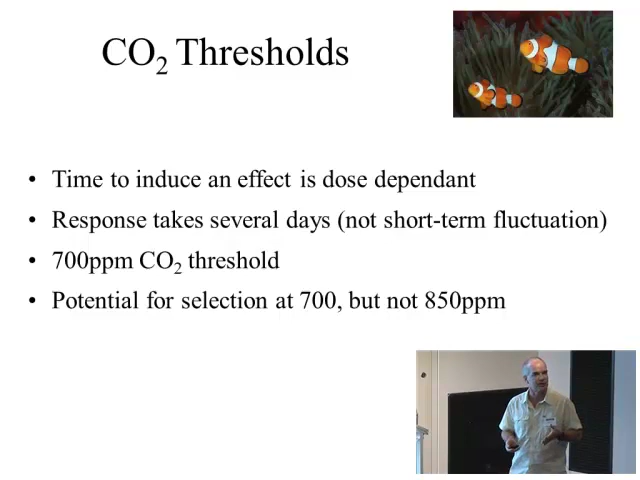 CO₂ Thresholds
• Time to induce an effect is dose dependant
• Response takes several days (not short-term fluctuation)
• 700ppm CO₂ threshold
• Potential for selection at 700, but not 850ppm